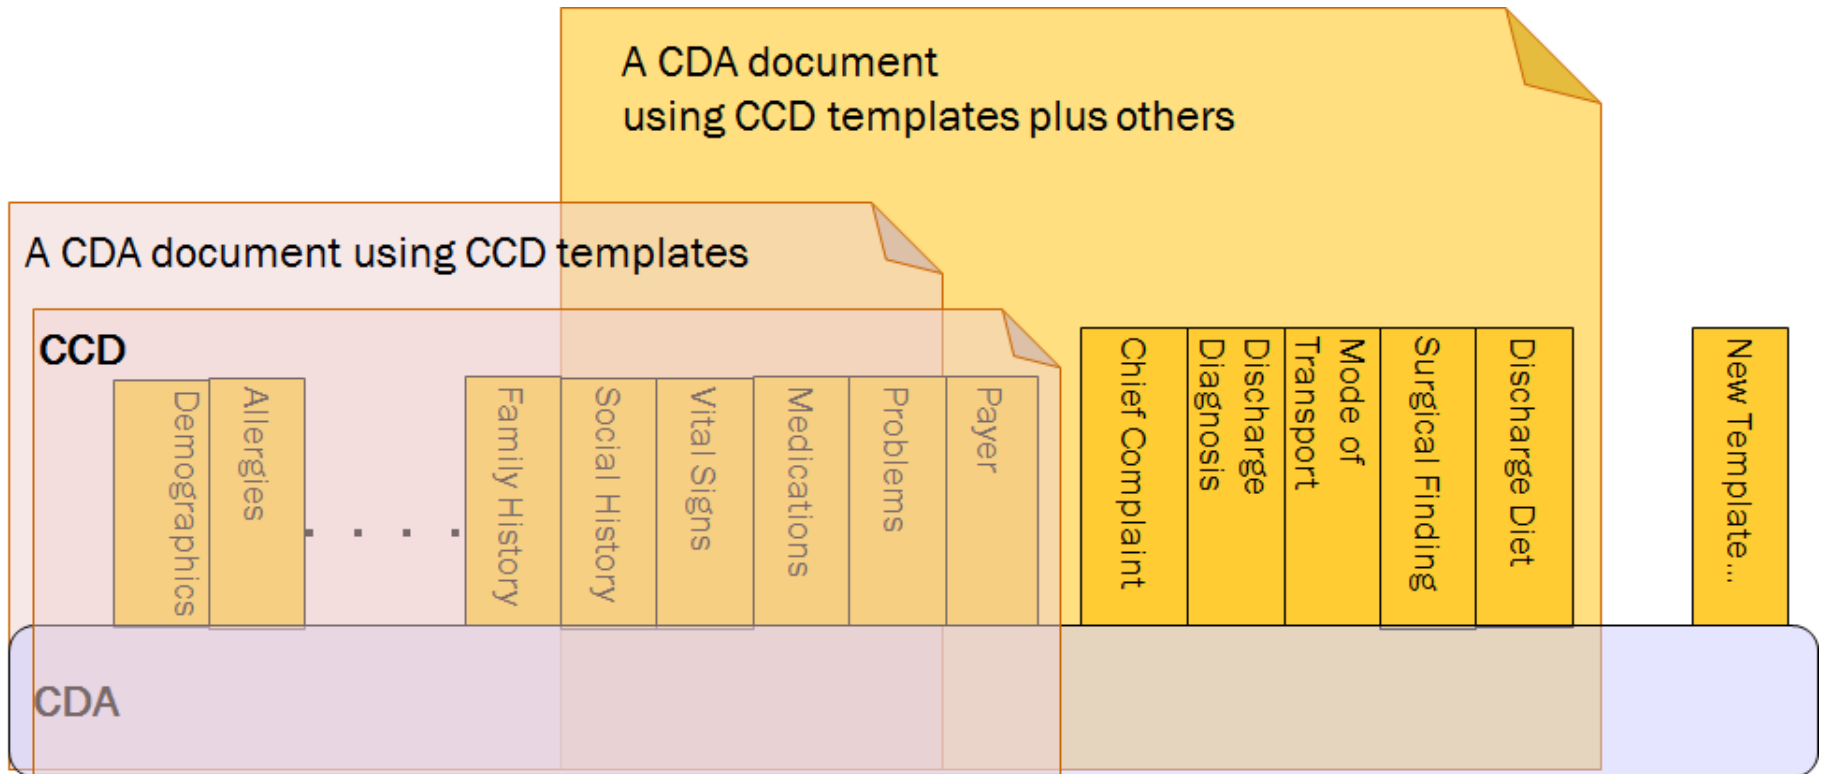 A CDA document
using CCD templates plus others
A CDA document using CCD templates
CCD
Demographics
Allergies
. . . .
Family History
Social History
Vital Signs
Medications
Problems
Payer
Chief Complaint
Discharge
Diagnosis
Mode of
Transport
Surgical Finding
Discharge Diet
New Template...
CDA